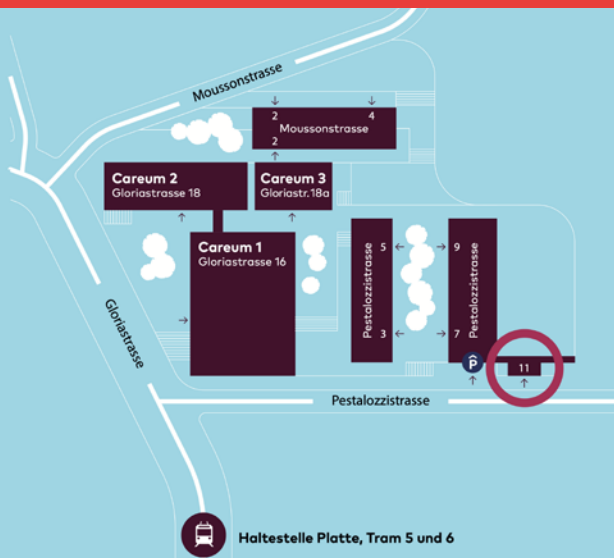 Moussonstrasse
2
4
Moussonstrasse
2
Careum 2
Gloriastrasse 18
Careum 3
Gloriastr. 18a
Careum 1
Gloriastrasse 16
Pestalozzistrasse
5
3
9
7
Pestalozzistrasse
Gloriastrasse
P
11
Pestalozzistrasse
Haltestelle Platte, Tram 5 und 6